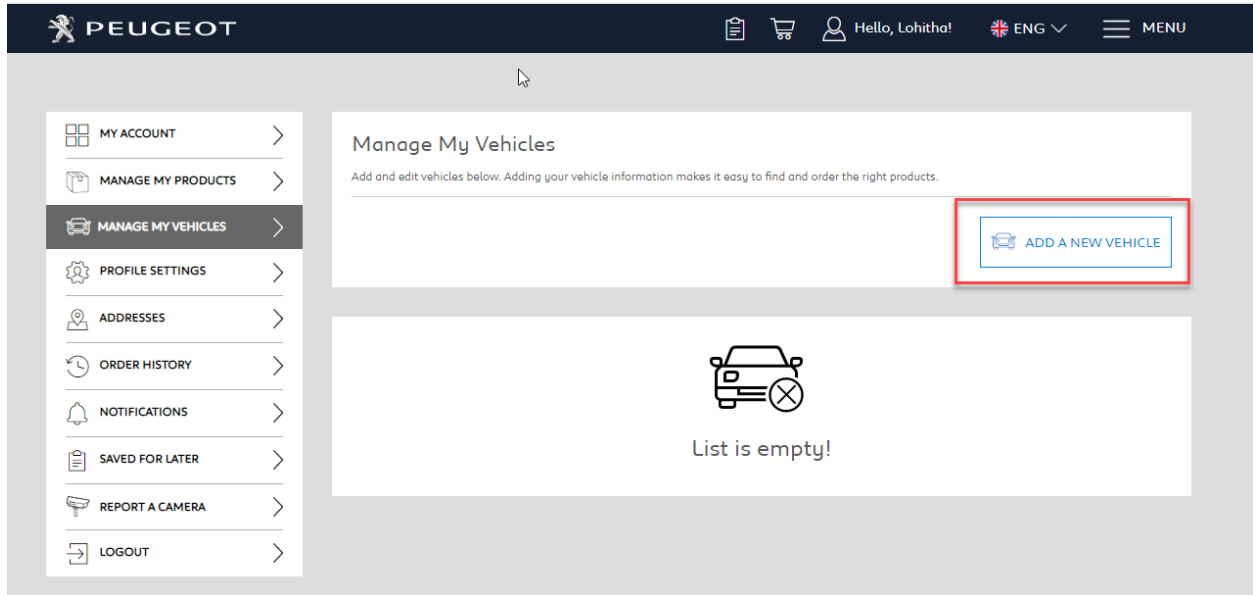 PEUGEOT
Hello, Lohitha!
ENG
MENU
MY ACCOUNT
MANAGE MY PRODUCTS
MANAGE MY VEHICLES
PROFILE SETTINGS
ADDRESSES
ORDER HISTORY
NOTIFICATIONS
SAVED FOR LATER
REPORT A CAMERA
LOGOUT
Manage My Vehicles
Add and edit vehicles below. Adding your vehicle information makes it easy to find and order the right products.
ADD A NEW VEHICLE
List is empty!